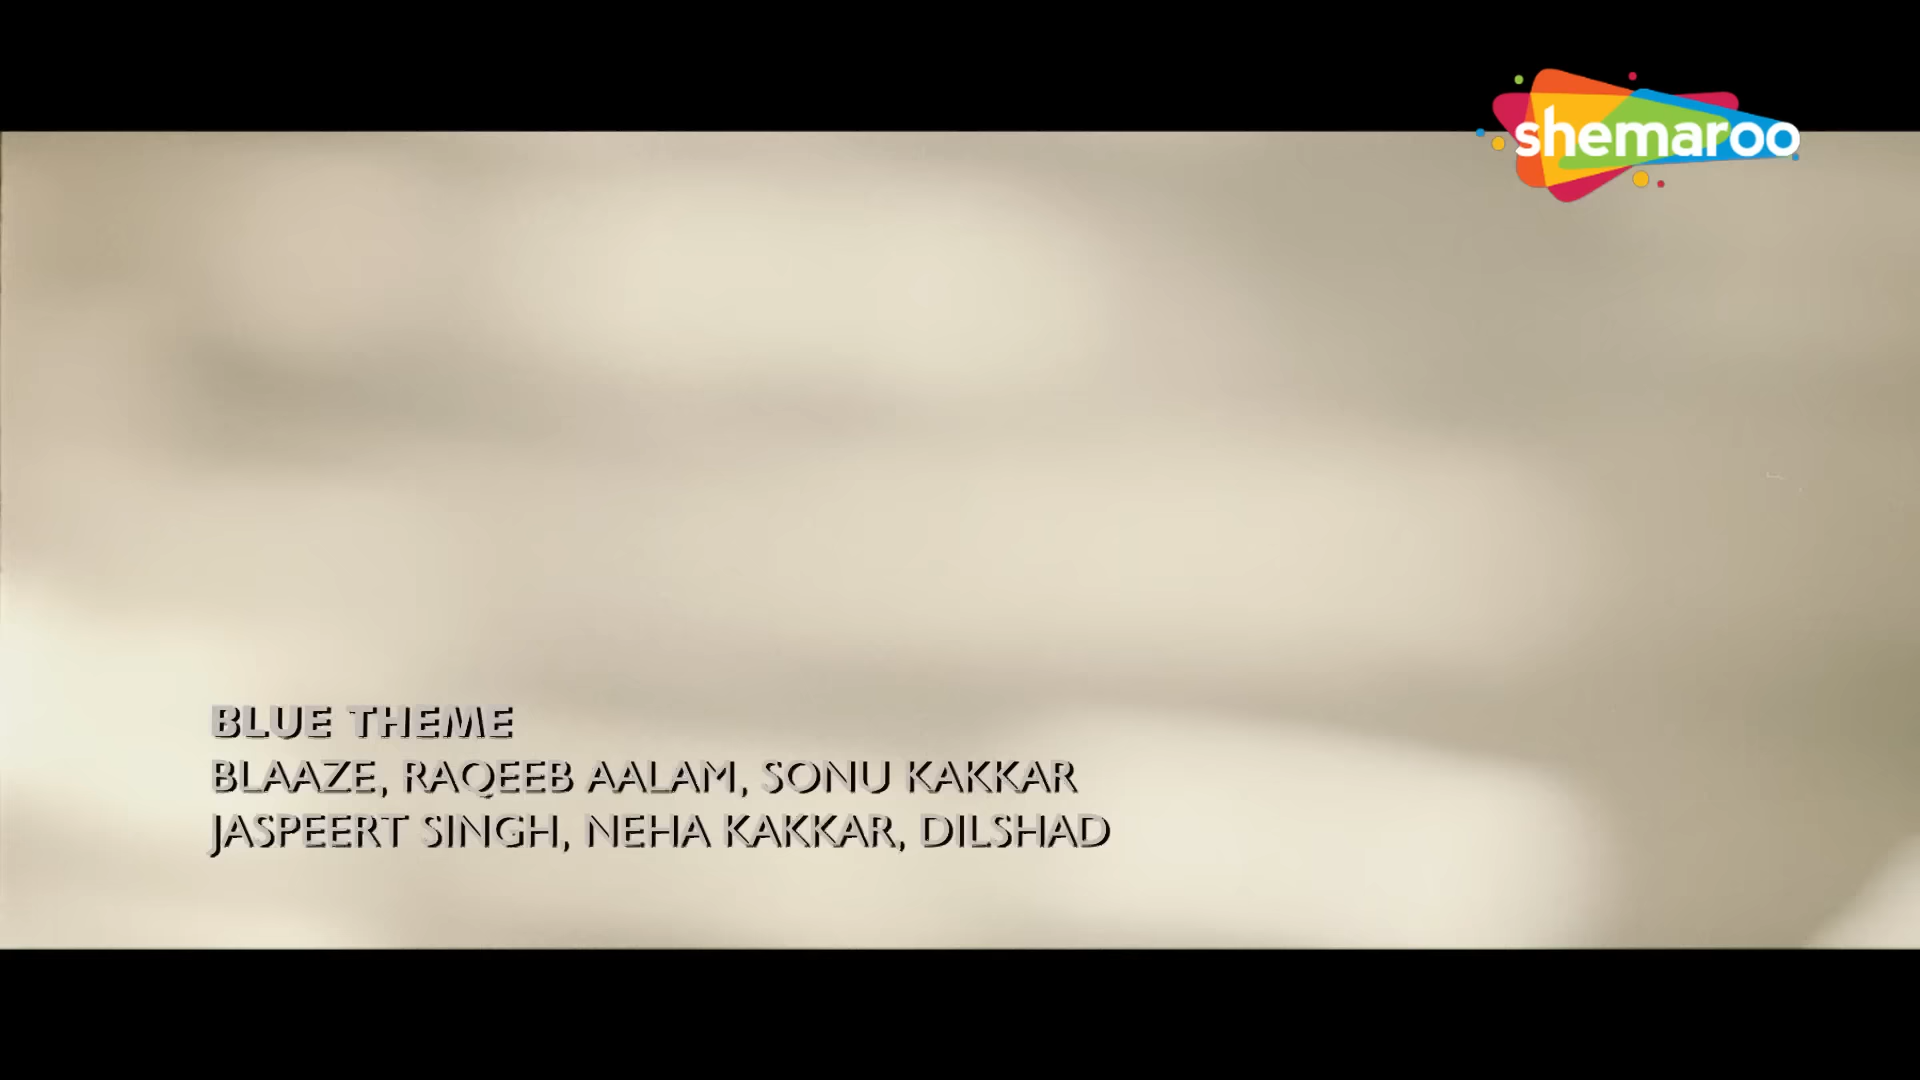 shemaroo
BLUE THEME
BLAAZE, RAQEEB AALAM, SONU KAKKAR
JASPEERT SINGH, NEHA KAKKAR, DILSHAD